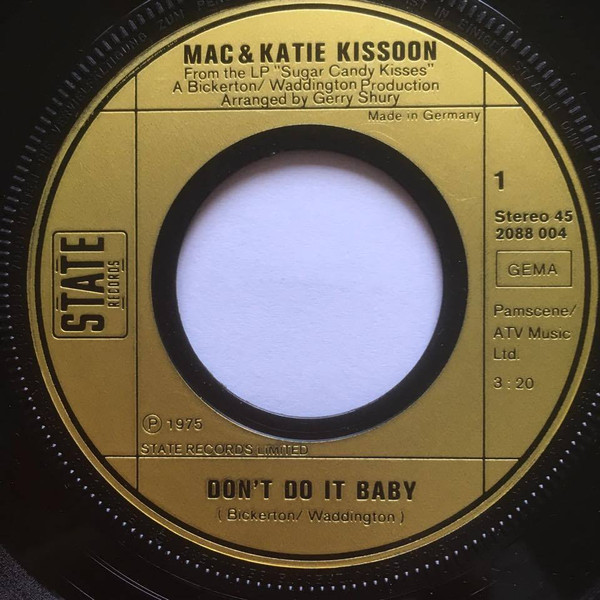 MAC & KATIE KISSOON
From the LP "Sugar Candy Kisses"
A Bickerton/ Waddington Production
Arranged by Gerry Shury
Made in Germany
1
Stereo 45
2088 004
GEMA
STATE
RECORDS
Pamscene/
ATV Music
Ltd.
3:20
Ⓟ 1975
STATE RECORDS LIMITED
DON'T DO IT BABY
( Bickerton/ Waddington )